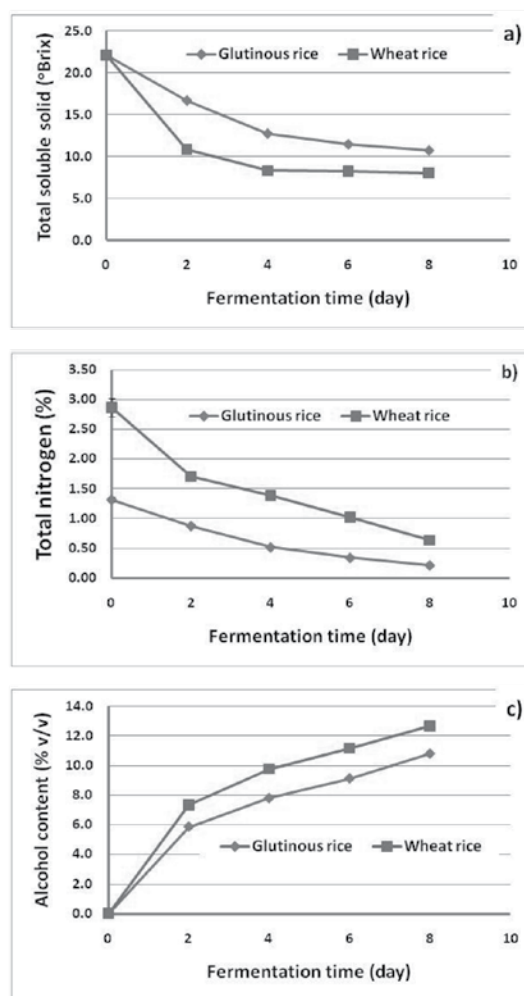 a)
25.0
20.0
15.0
10.0
5.0
0.0
Total soluble solid (°Brix)
Glutinous rice
Wheat rice
0 2 4 6 8 10
Fermentation time (day)
b)
3.50
3.00
2.50
2.00
1.50
1.00
0.50
0.00
Total nitrogen (%)
Glutinous rice
Wheat rice
0 2 4 6 8 10
Fermentation time (day)
c)
14.0
12.0
10.0
8.0
6.0
4.0
2.0
0.0
Alcohol content (% v/v)
Glutinous rice
Wheat rice
0 2 4 6 8 10
Fermentation time (day)